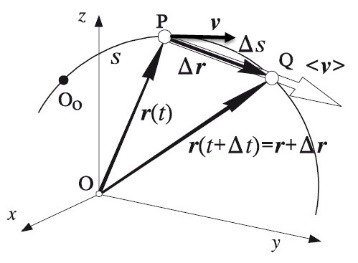 z
P
v
s
Δs
Q
<v>
Δr
O₀
r(t)
r(t+Δt)=r+Δr
O
x
y